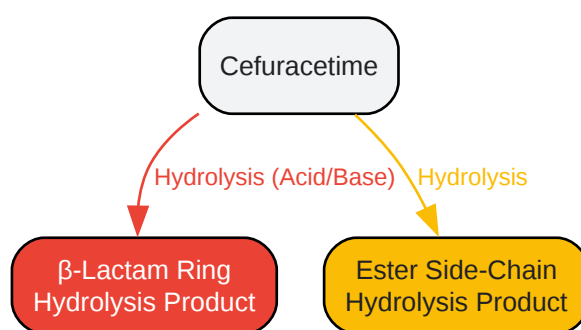 Cefuracetime
Hydrolysis (Acid/Base)
Hydrolysis
β-Lactam Ring
Hydrolysis Product
Ester Side-Chain
Hydrolysis Product